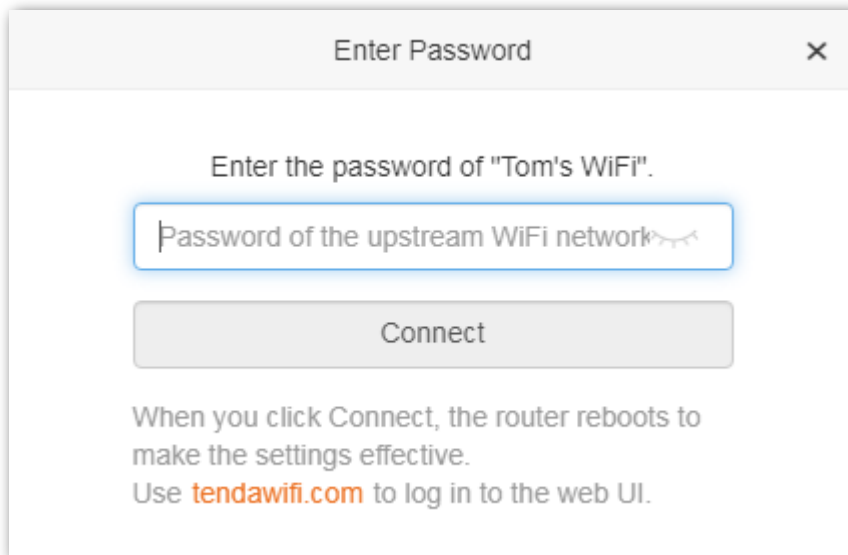 Enter Password
Enter the password of "Tom's WiFi".
Password of the upstream WiFi network
Connect
When you click Connect, the router reboots to
make the settings effective.
Use tendawifi.com to log in to the web UI.